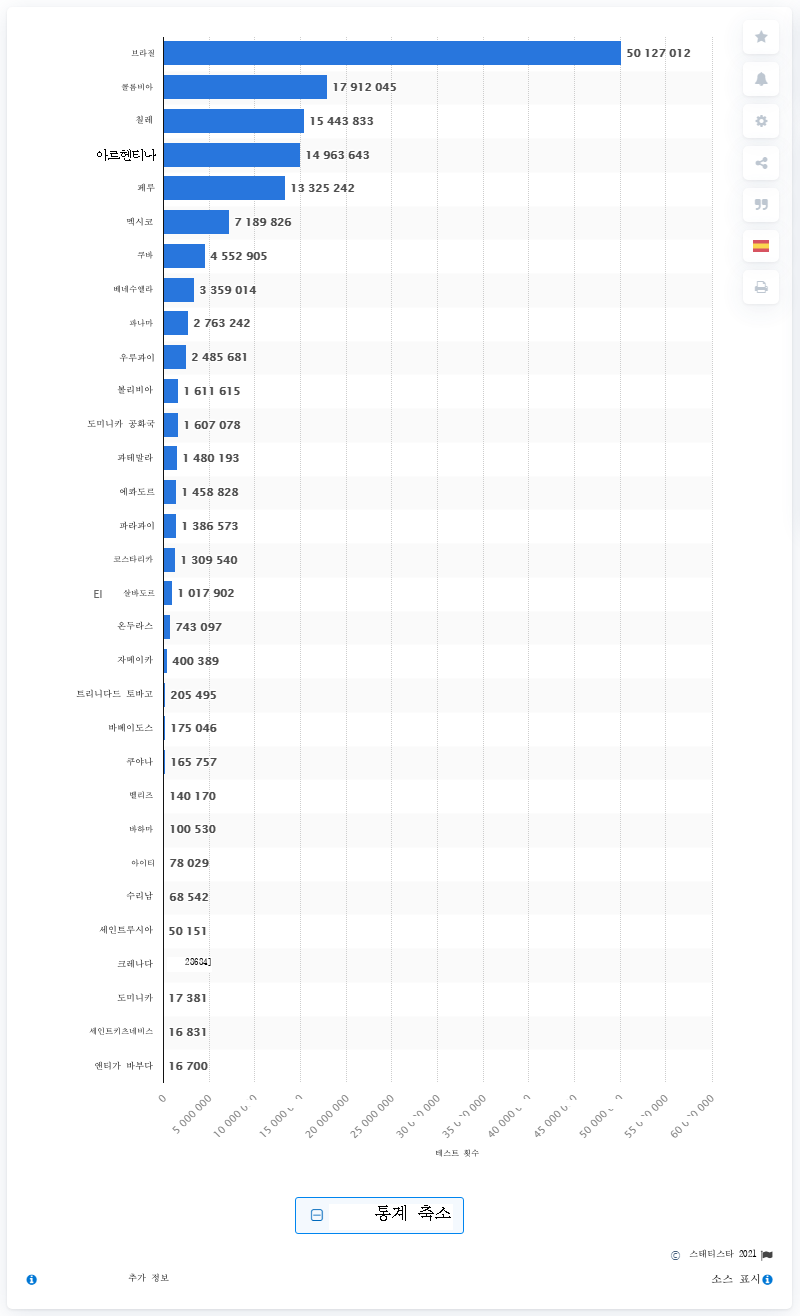 브라질 50 127 012
콜롬비아 17 912 045
칠레 15 443 833
아르헨티나 14 963 643
페루 13 325 242
멕시코 7 189 826
쿠바 4 552 905
베네수엘라 3 359 014
파나마 2 763 242
우루과이 2 485 681
볼리비아 1 611 615
도미니카 공화국 1 607 078
과테말라 1 480 193
에콰도르 1 458 828
파라과이 1 386 573
코스타리카 1 309 540
El 살바도르 1 017 902
온두라스 743 097
자메이카 400 389
트리니다드 토바고 205 495
바베이도스 175 046
쿠야나 165 757
벨리즈 140 170
바하마 100 530
아이티 78 029
수리남 68 542
세인트루시아 50 151
크레나다 28684]
도미니카 17 381
세인트키츠네비스 16 831
앤티가 바부다 16 700
0 5 000 000 15 000 20 000 000 25 000 000
테스트 횟수
통계 축소
© 스태티스타 2021
추가 정보 소스 표시